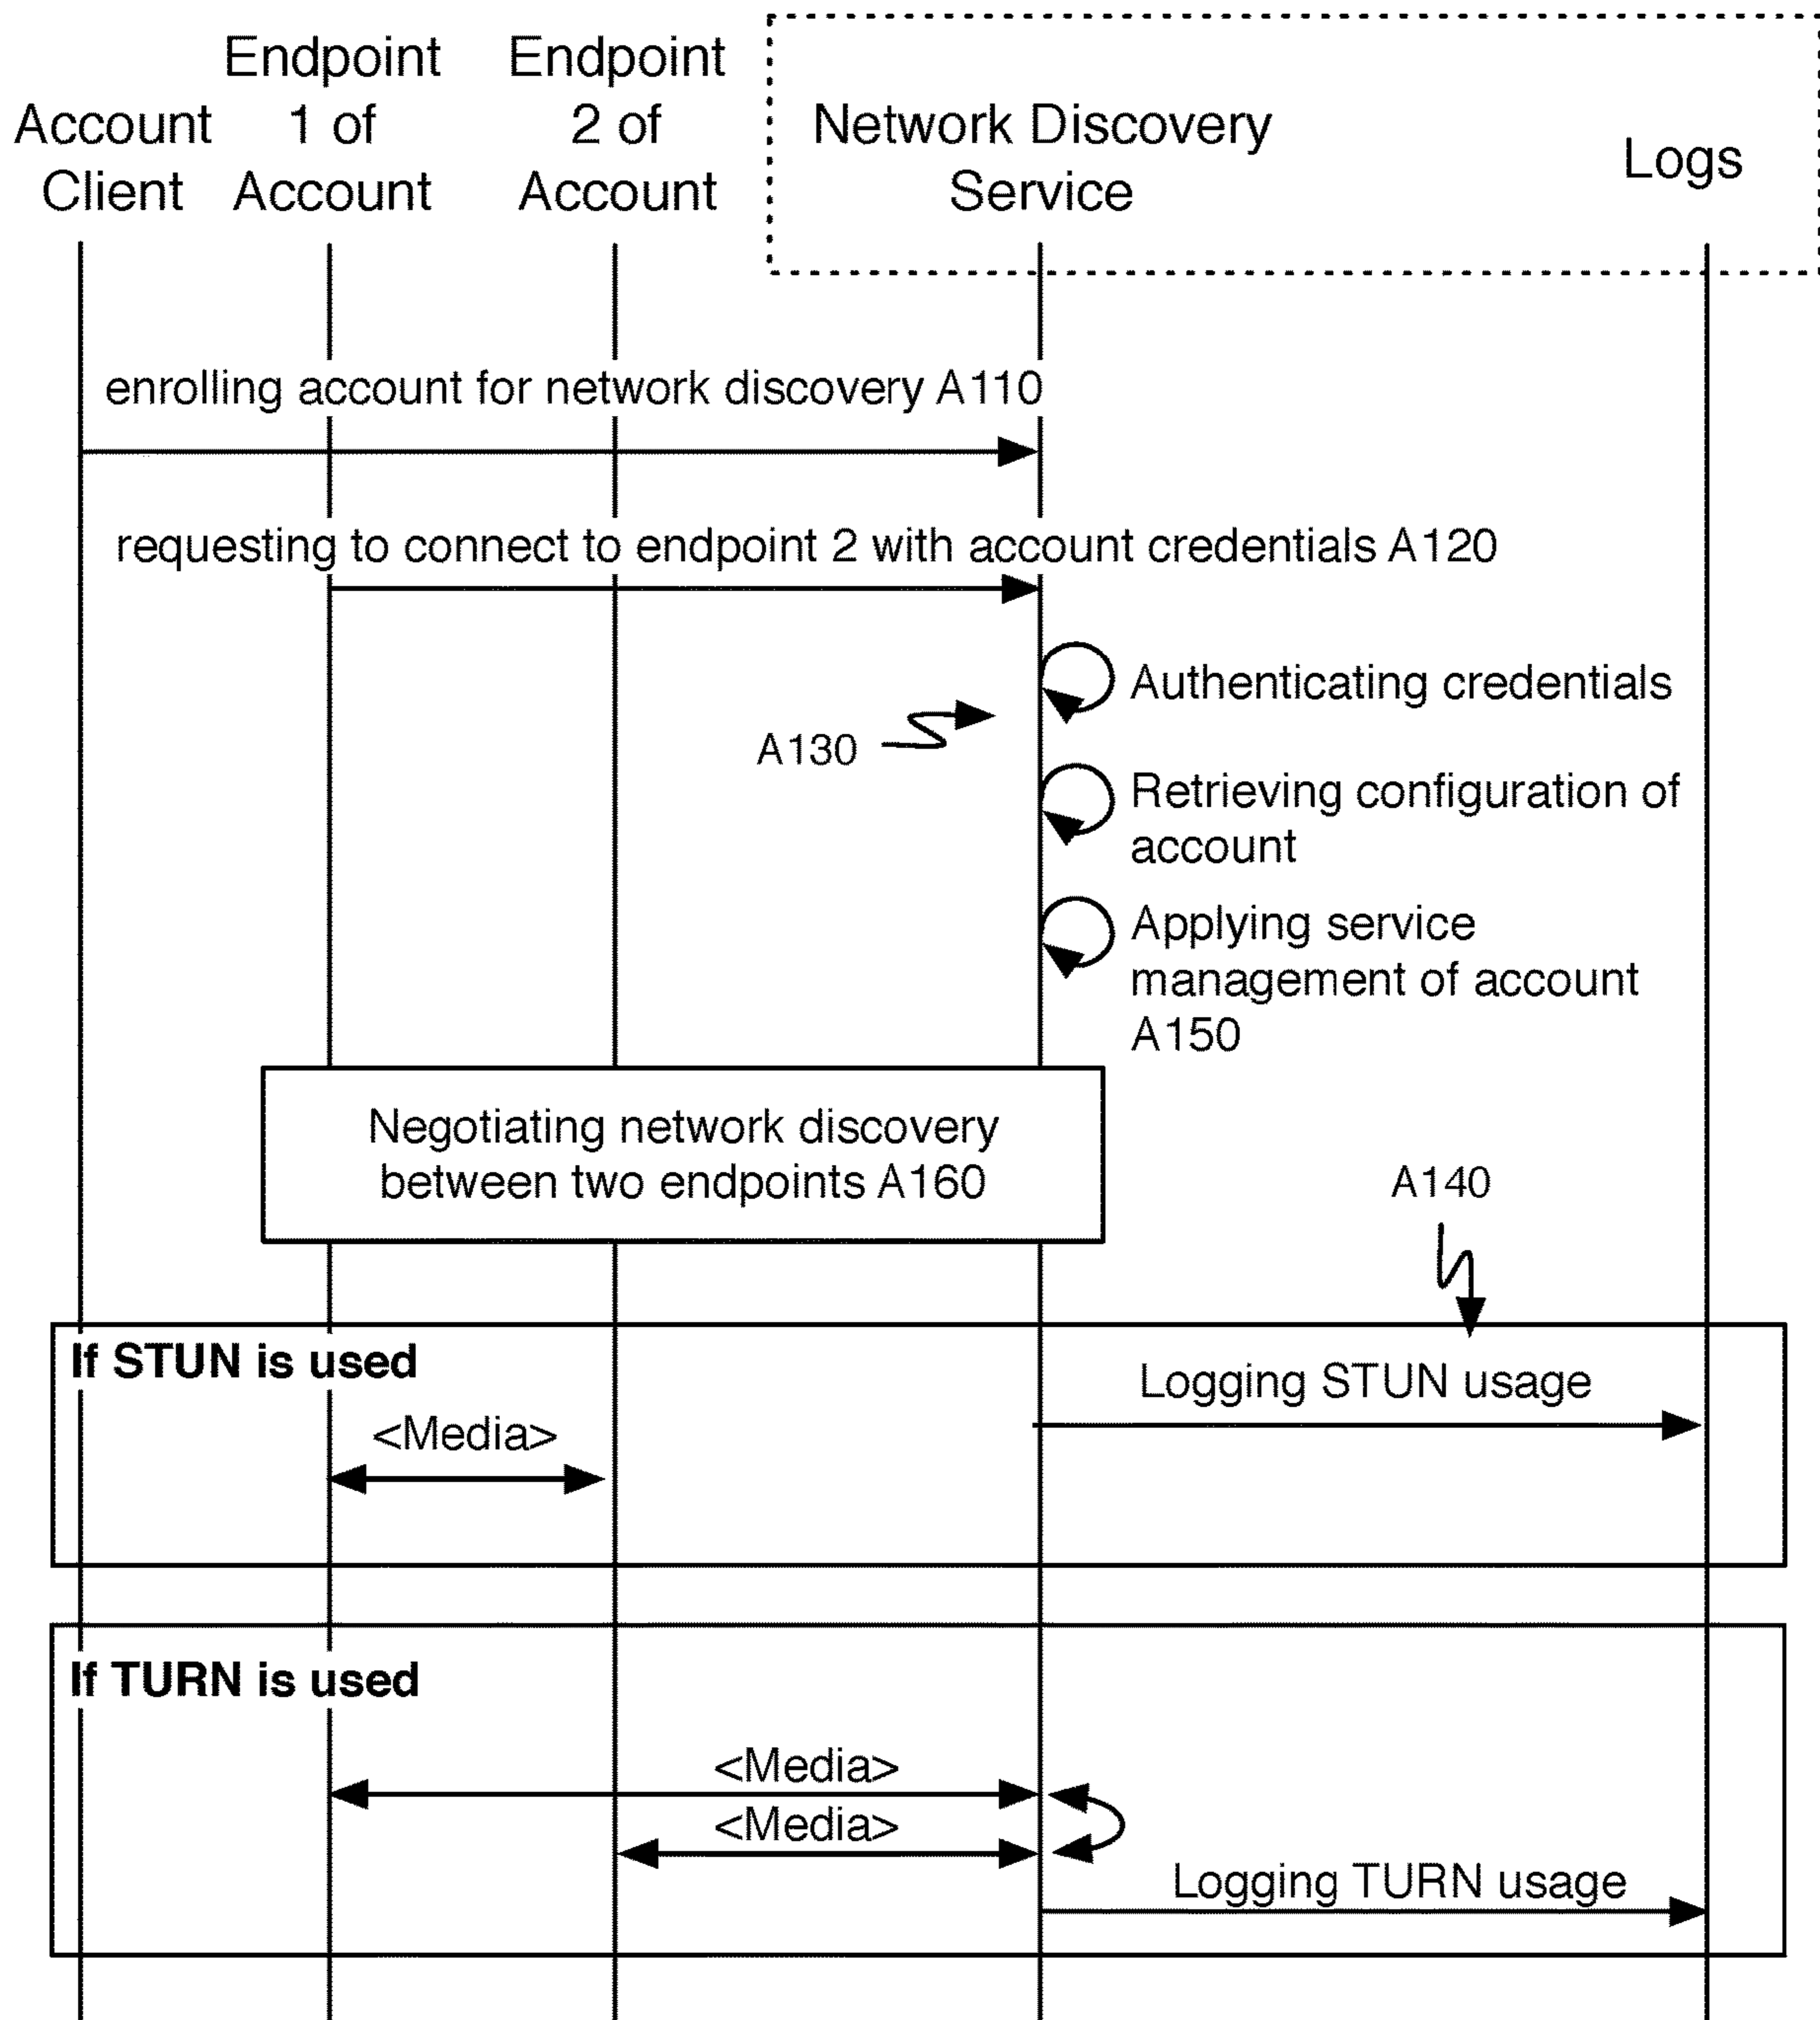 Account
Client
Endpoint
1 of
Account
Endpoint
2 of
Account
Network Discovery
Service
Logs
enrolling account for network discovery A110
requesting to connect to endpoint 2 with account credentials A120
Authenticating credentials
A130
Retrieving configuration of
account
Applying service
management of account
A150
Negotiating network discovery
between two endpoints A160
A140
If STUN is used
Logging STUN usage
<Media>
If TURN is used
<Media>
<Media>
Logging TURN usage